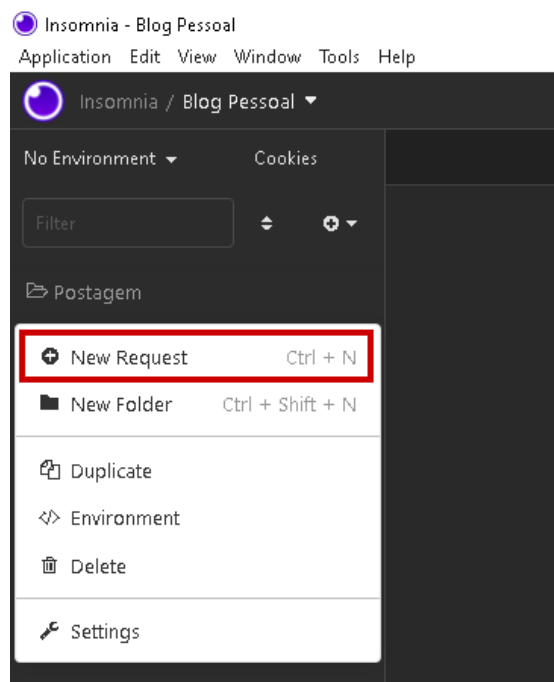 Insomnia - Blog Pessoal
Application Edit View Window Tools Help
Insomnia / Blog Pessoal
No Environment Cookies
Filter
Postagem
New Request Ctrl + N
New Folder Ctrl + Shift + N
Duplicate
Environment
Delete
Settings